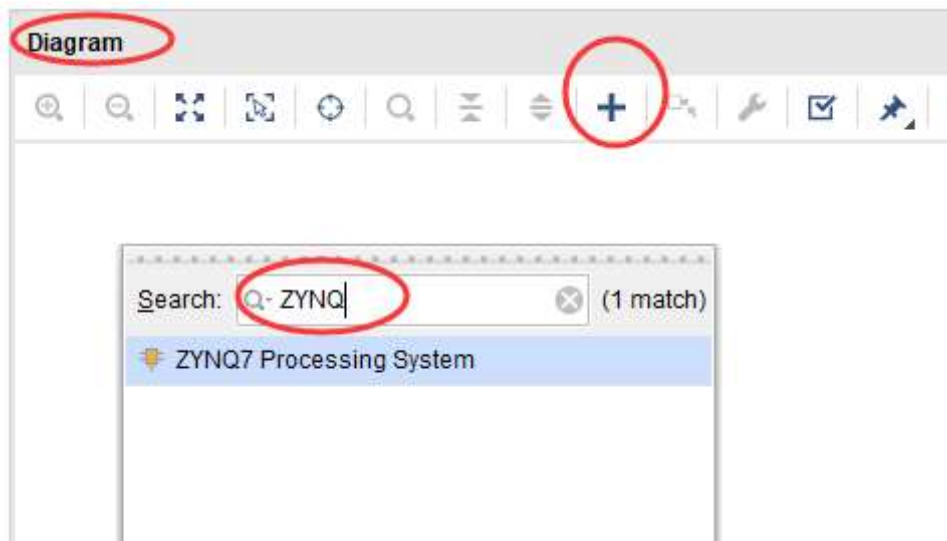 Diagram
Search: ZYNQ (1 match)
ZYNQ7 Processing System